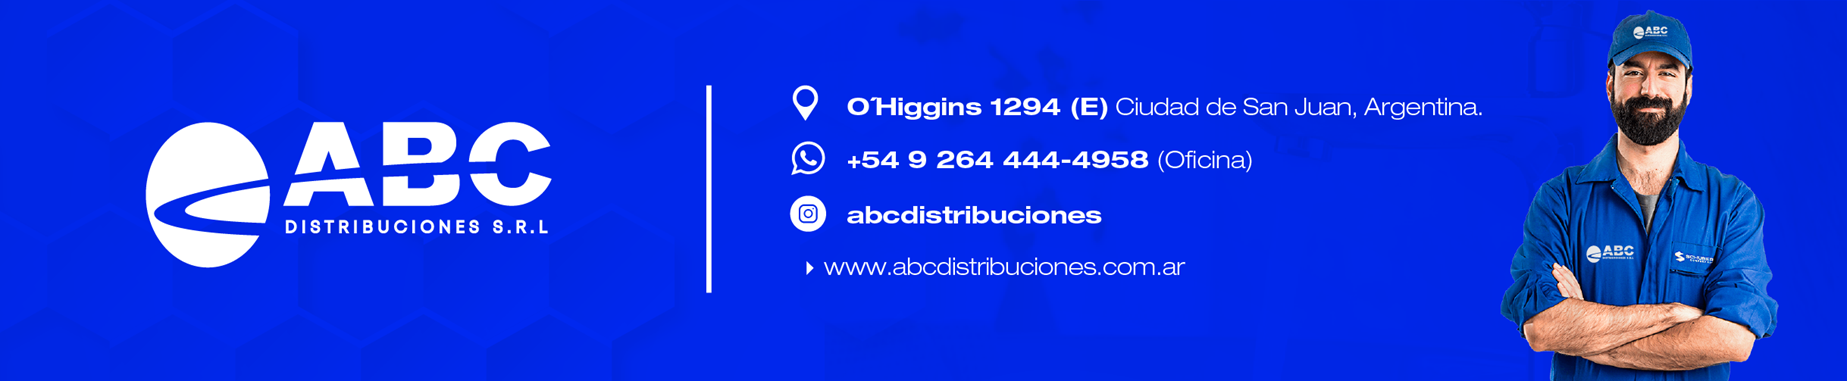 ABC
DISTRIBUCIONES S.R.L
O´Higgins 1294 (E) Ciudad de San Juan, Argentina.
+54 9 264 444-4958 (Oficina)
abcdistribuciones
www.abcdistribuciones.com.ar
ABC
ABC